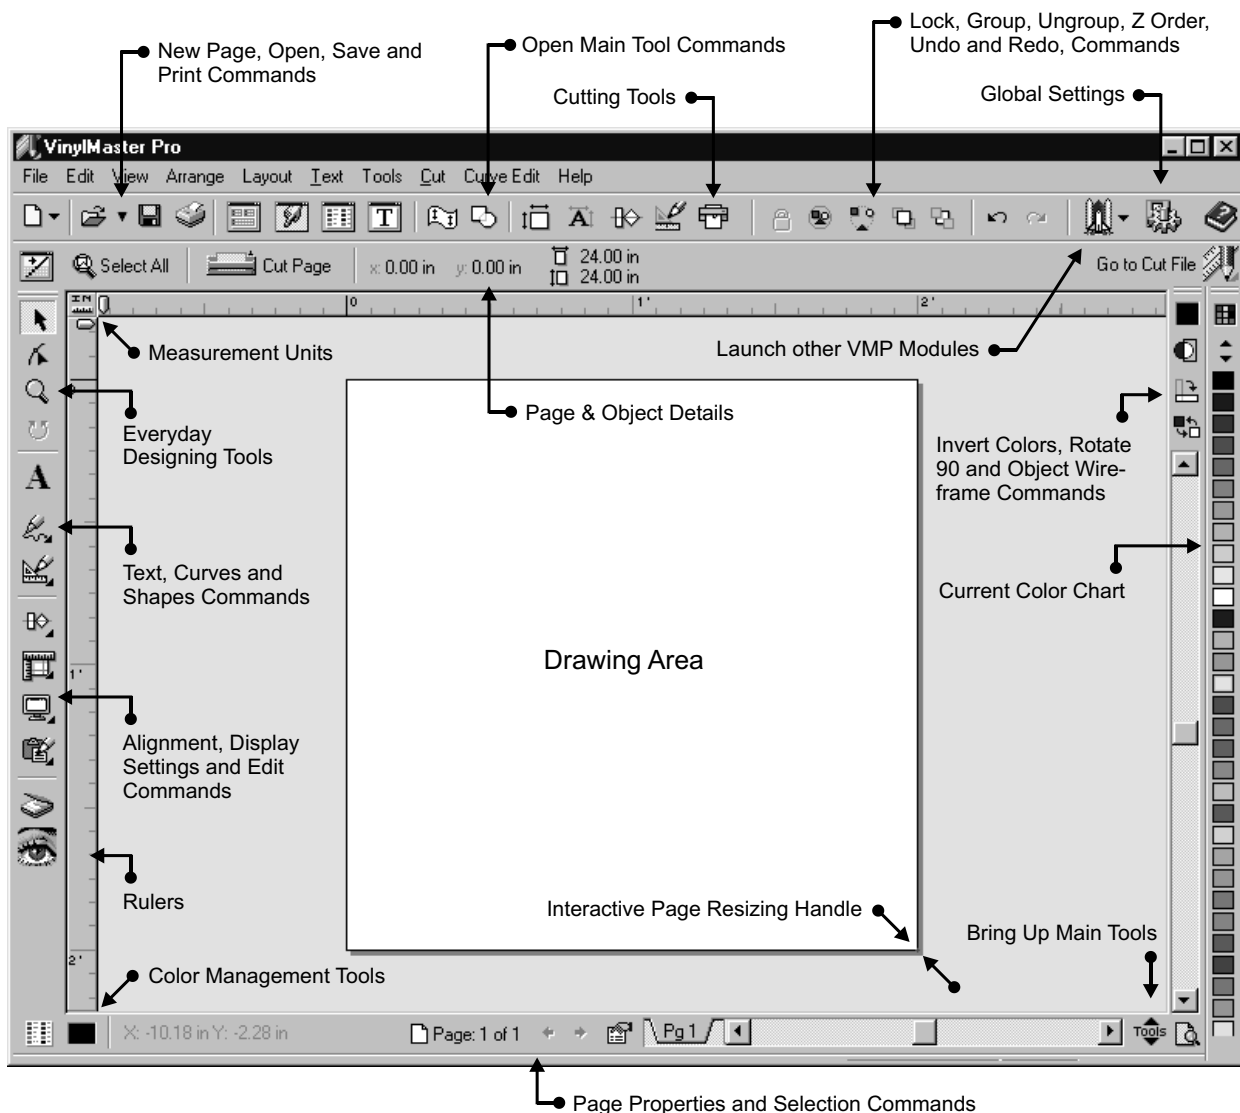 Lock, Group, Ungroup, Z Order,
Undo and Redo, Commands
New Page, Open, Save and
Print Commands
Open Main Tool Commands
Cutting Tools
Global Settings
VinylMaster Pro
File Edit View Arrange Layout Text Tools Cut Curve Edit Help
Select All Cut Page x: 0.00 in y: 0.00 in 24.00 in
24.00 in
Go to Cut File
IN 0 1' 2'
Measurement Units
Launch other VMP Modules
Page & Object Details
Everyday
Designing Tools
Invert Colors, Rotate
90 and Object Wire-
frame Commands
A
Text, Curves and
Shapes Commands
Current Color Chart
Drawing Area
1'
Alignment, Display
Settings and Edit
Commands
Rulers
Interactive Page Resizing Handle
Bring Up Main Tools
2'
Color Management Tools
X: -10.18 in Y: -2.28 in Page: 1 of 1 Pg 1 Tools
Page Properties and Selection Commands